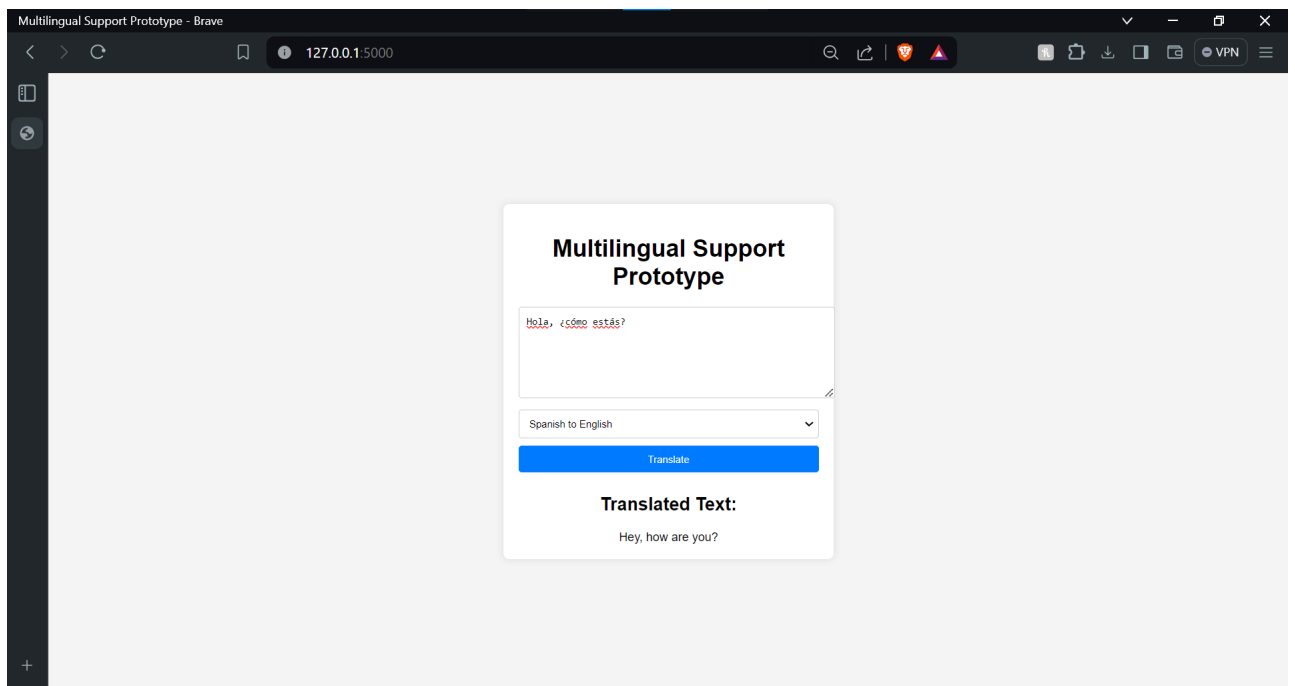 Multilingual Support Prototype - Brave
127.0.0.1:5000
VPN
Multilingual Support
Prototype
Hola, ¿cómo estás?
Spanish to English
Translate
Translated Text:
Hey, how are you?